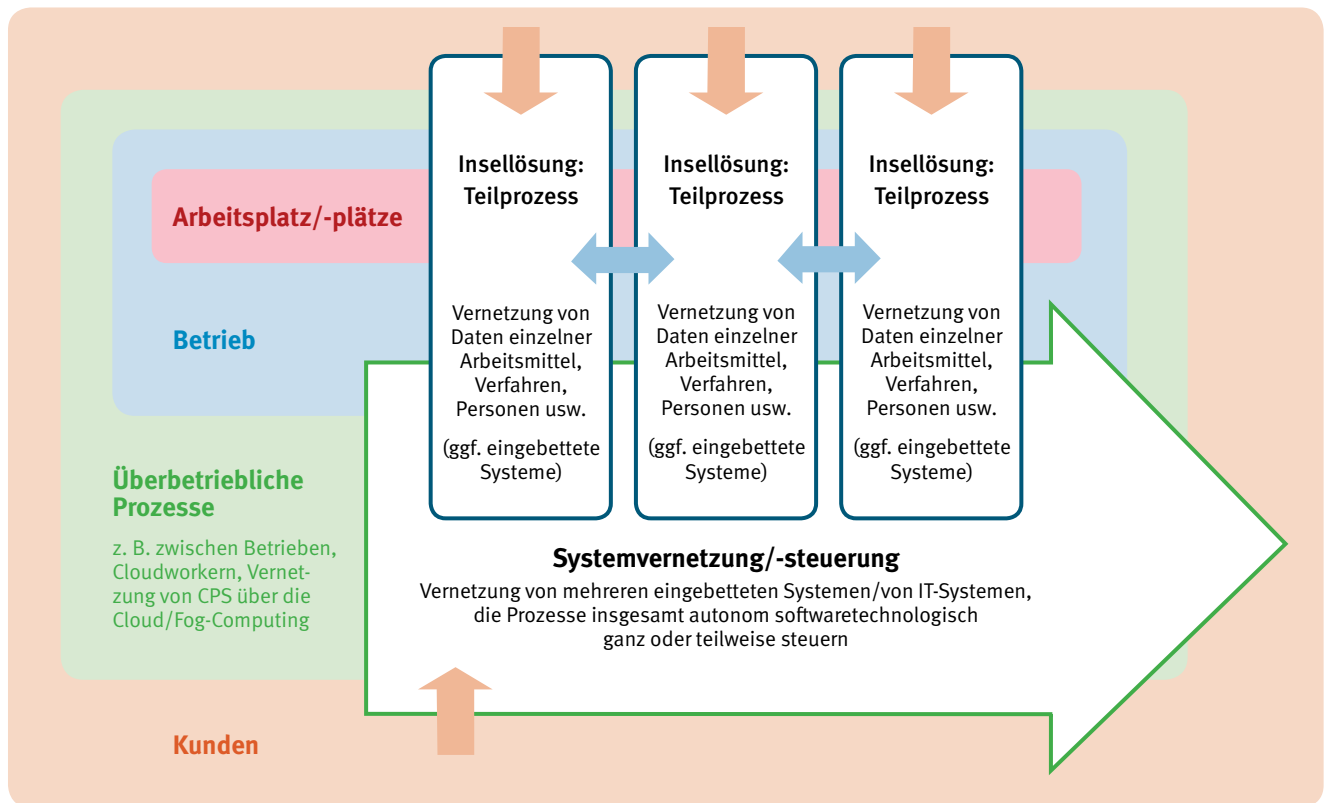 Insellösung:
Teilprozess
Vernetzung von
Daten einzelner
Arbeitsmittel,
Verfahren,
Personen usw.
(ggf. eingebettete
Systeme)
Insellösung:
Teilprozess
Vernetzung von
Daten einzelner
Arbeitsmittel,
Verfahren,
Personen usw.
(ggf. eingebettete
Systeme)
Insellösung:
Teilprozess
Vernetzung von
Daten einzelner
Arbeitsmittel,
Verfahren,
Personen usw.
(ggf. eingebettete
Systeme)
Arbeitsplatz/-plätze
Betrieb
Überbetriebliche
Prozesse
z. B. zwischen Betrieben,
Cloudworkern, Vernet-
zung von CPS über die
Cloud/Fog-Computing
Systemvernetzung/-steuerung
Vernetzung von mehreren eingebetteten Systemen/von IT-Systemen,
die Prozesse insgesamt autonom softwaretechnologisch
ganz oder teilweise steuern
Kunden